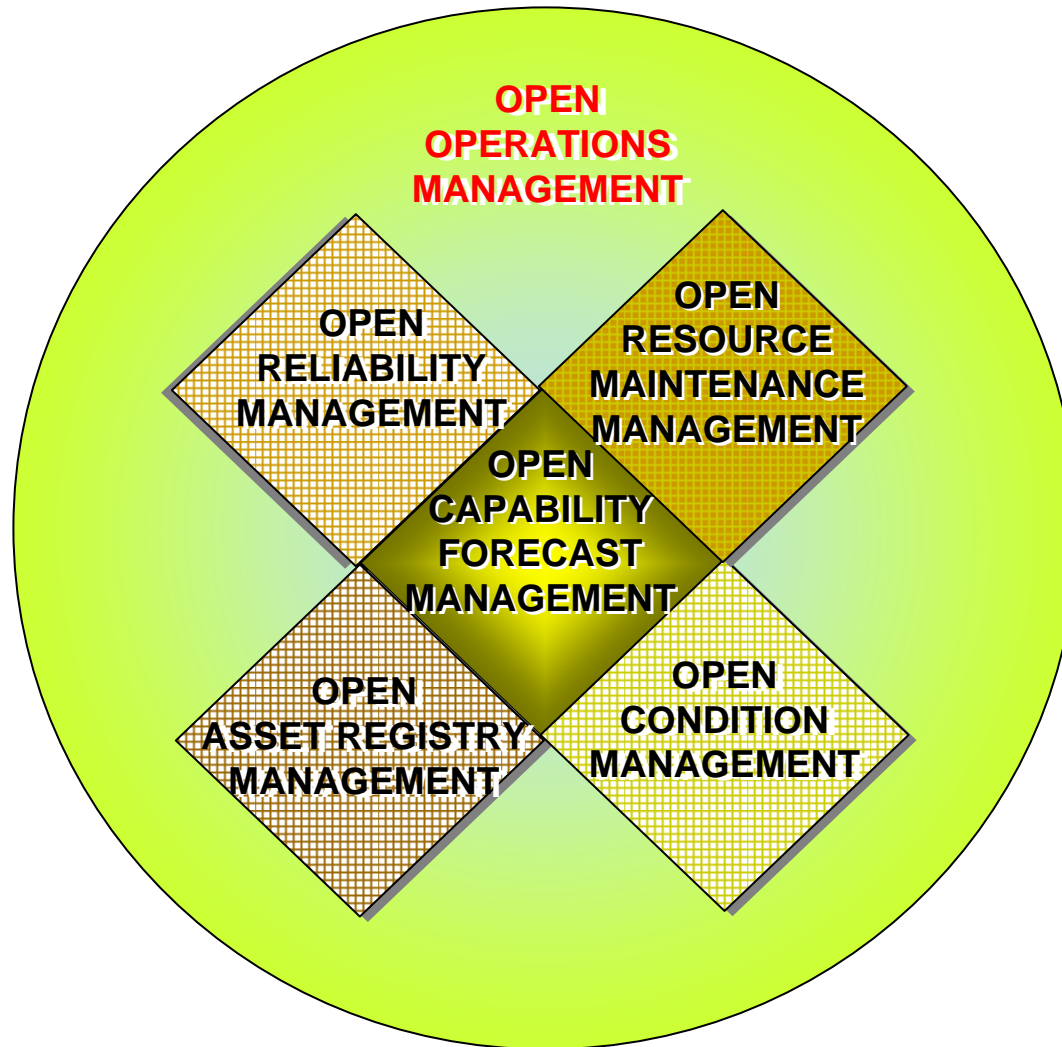 OPEN
OPERATIONS
MANAGEMENT
OPEN
RELIABILITY
MANAGEMENT
OPEN
RESOURCE
MAINTENANCE
MANAGEMENT
OPEN
CAPABILITY
FORECAST
MANAGEMENT
OPEN
ASSET REGISTRY
MANAGEMENT
OPEN
CONDITION
MANAGEMENT